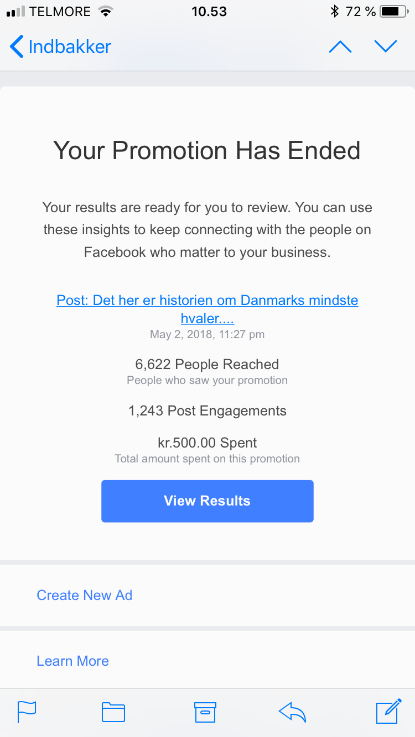 TELMORE 10.53 72 %
Indbakker
Your Promotion Has Ended
Your results are ready for you to review. You can use
these insights to keep connecting with the people on
Facebook who matter to your business.
Post: Det her er historien om Danmarks mindste
hvaler....
May 2, 2018, 11:27 pm
6,622 People Reached
People who saw your promotion
1,243 Post Engagements
kr.500.00 Spent
Total amount spent on this promotion
View Results
Create New Ad
Learn More